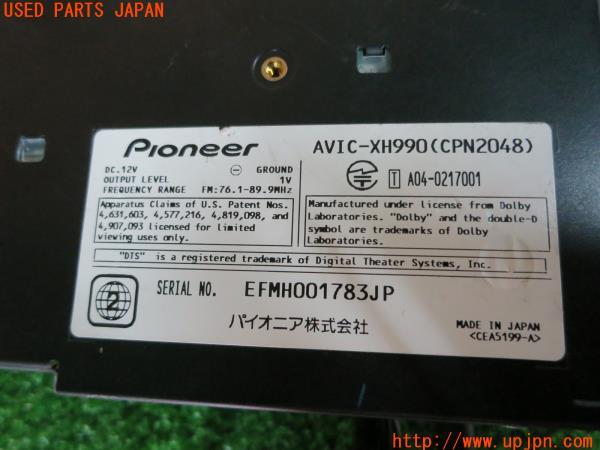 USED PARTS JAPAN
Pioneer
AVIC-XH990(CPN2048)
DC.12V ⊖ GROUND
OUTPUT LEVEL 1V
FREQUENCY RANGE FM:76.1-89.9MHz
T A04-0217001
Apparatus Claims of U.S. Patent Nos.
4,631,603, 4,577,216, 4,819,098, and
4,907,093 licensed for limited
viewing uses only.
Manufactured under license from Dolby
Laboratories. "Dolby" and the double-D
symbol are trademarks of Dolby
Laboratories.
"DTS" is a registered trademark of Digital Theater Systems, Inc.
2
SERIAL NO. EFMH001783JP
パイオニア株式会社
MADE IN JAPAN
<CEA5199-A>
http://www.upjpn.com/